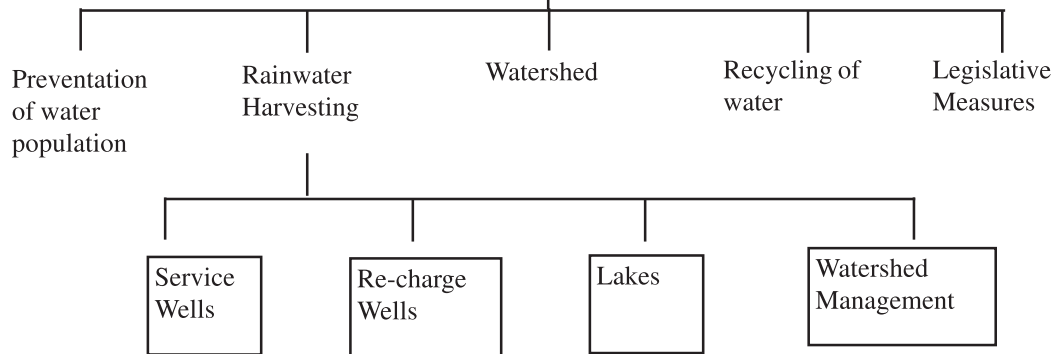 Preventation
of water
population
Rainwater
Harvesting
Watershed
Recycling of
water
Legislative
Measures
Service
Wells
Re-charge
Wells
Lakes
Watershed
Management